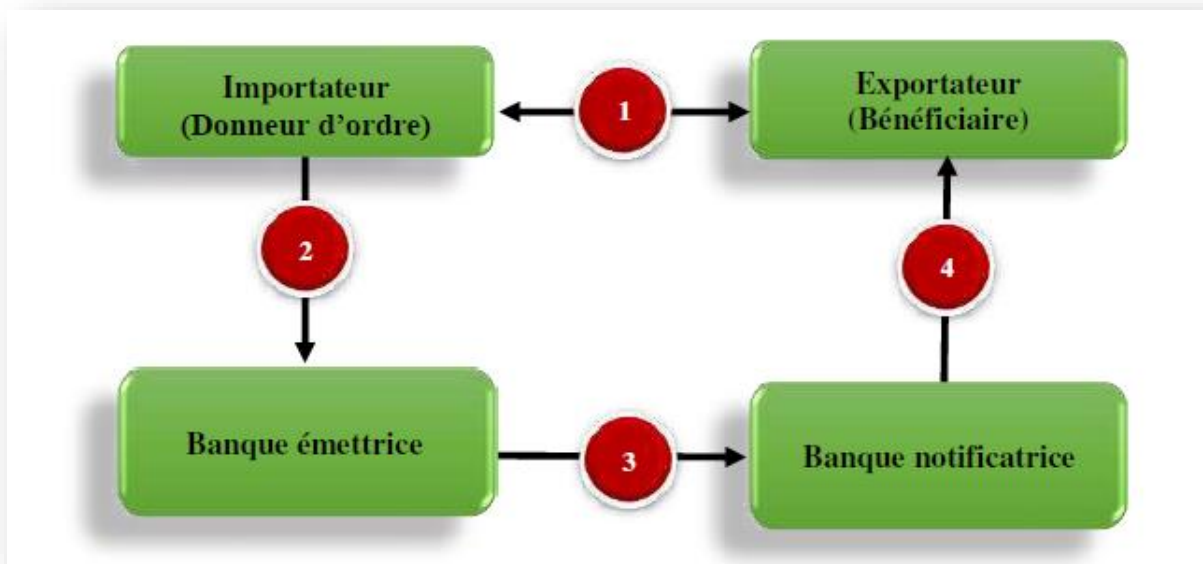 Importateur
(Donneur d'ordre)
1
Exportateur
(Bénéficiaire)
2
4
Banque émettrice
3
Banque notificatrice